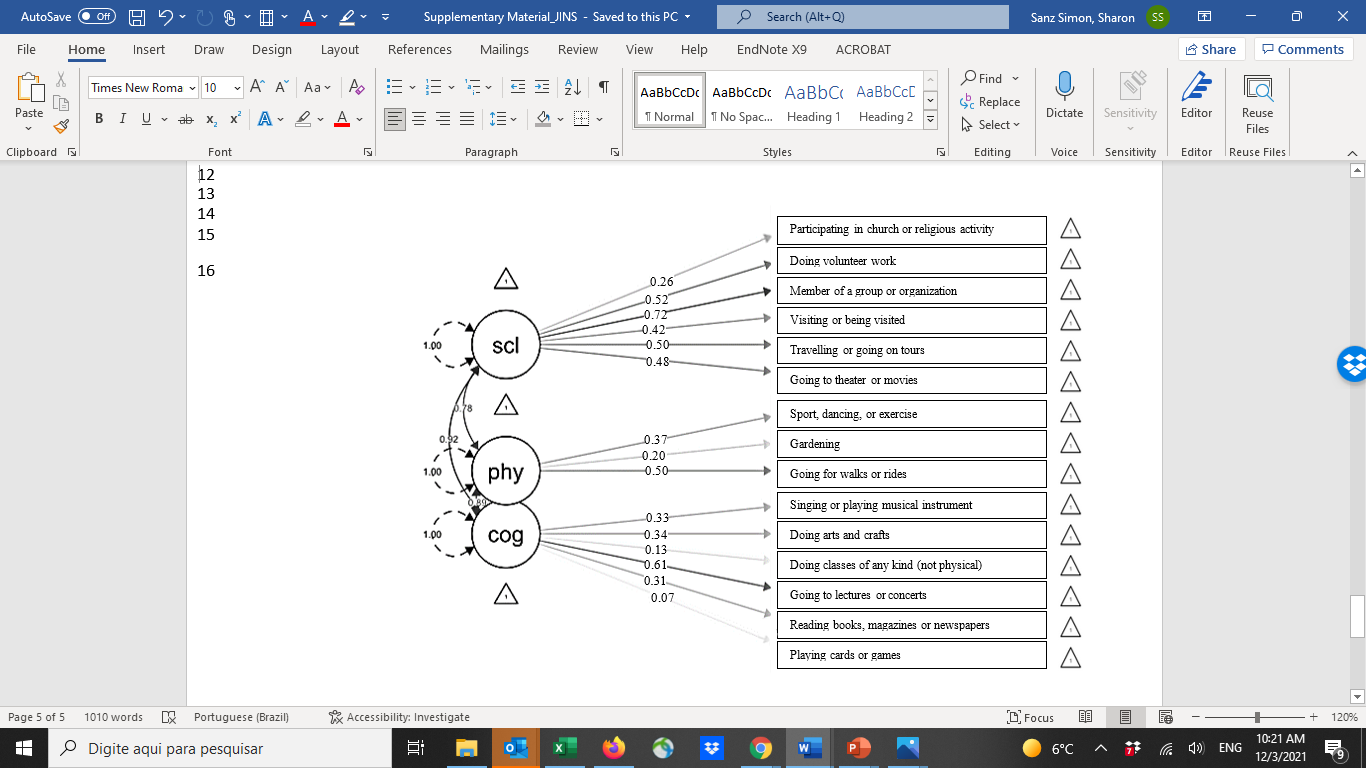 AutoSave Off Supplementary Material_JINS - Saved to this PC Search (Alt+Q) Sanz Simon, Sharon SS
File Home Insert Draw Design Layout References Mailings Review View Help EndNote X9 ACROBAT Share Comments
Times New Roma 10 AaBbCcDc AaBbCcDc AaBbCc AaBbCcE Find
Paste ¶ Normal ¶ No Spac... Heading 1 Heading 2 Replace Select Dictate Sensitivity Editor Reuse Files
Clipboard Font Paragraph Styles Editing Voice Sensitivity Editor Reuse Files
12
13
14
15
16
Participating in church or religious activity
Doing volunteer work
Member of a group or organization
Visiting or being visited
Travelling or going on tours
Going to theater or movies
Sport, dancing, or exercise
Gardening
Going for walks or rides
Singing or playing musical instrument
Doing arts and crafts
Doing classes of any kind (not physical)
Going to lectures or concerts
Reading books, magazines or newspapers
Playing cards or games
0.26
0.52
0.72
0.42
0.50
0.48
0.37
0.20
0.50
0.33
0.34
0.13
0.61
0.31
0.07
1.00 scl
0.78
0.92
1.00 phy
0.89
1.00 cog
Page 5 of 5 1010 words Portuguese (Brazil) Accessibility: Investigate Focus 120%
Digite aqui para pesquisar 6°C ENG 10:21 AM
12/3/2021 9